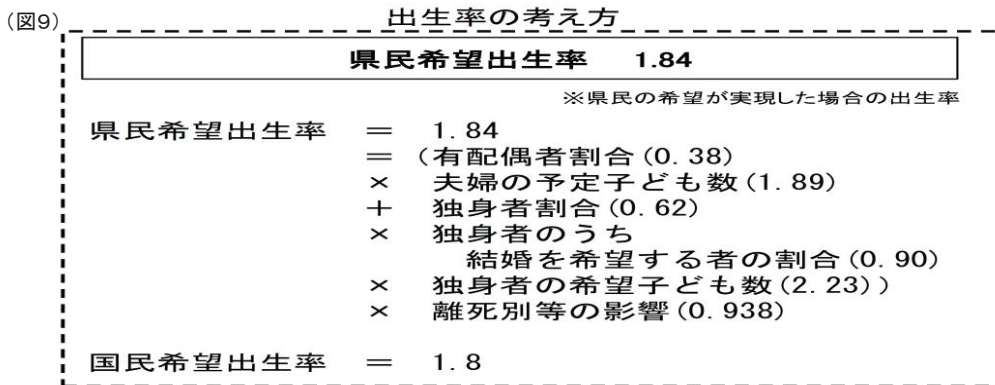 （図9）
出生率の考え方
県民希望出生率　1.84
※県民の希望が実現した場合の出生率
県民希望出生率　＝　1.84
＝（有配偶者割合(0.38)
×　夫婦の予定子ども数(1.89)
＋　独身者割合(0.62)
×　独身者のうち
結婚を希望する者の割合(0.90)
×　独身者の希望子ども数(2.23)）
×　離死別等の影響(0.938)
国民希望出生率　＝　1.8